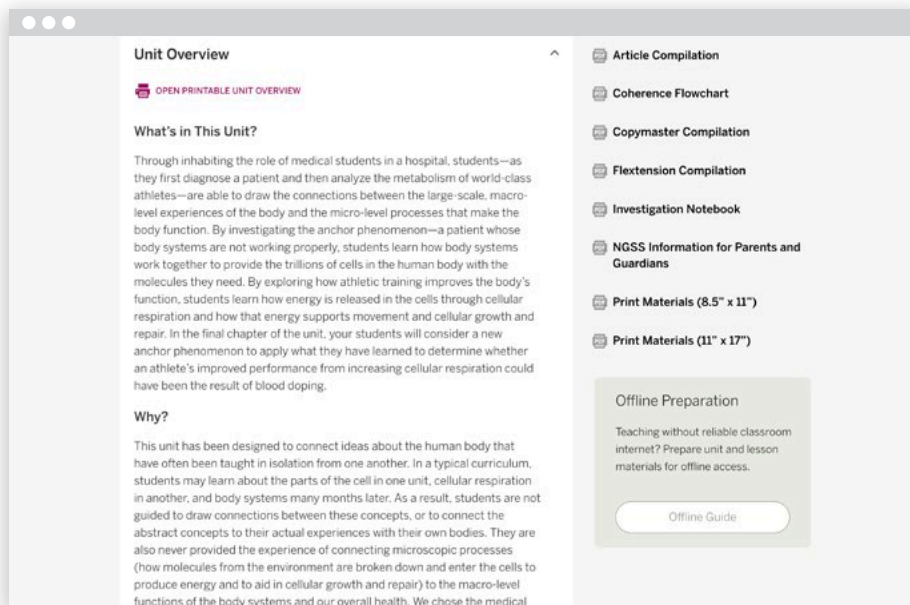 Unit Overview
OPEN PRINTABLE UNIT OVERVIEW
What's in This Unit?
Through inhabiting the role of medical students in a hospital, students—as
they first diagnose a patient and then analyze the metabolism of world-class
athletes—are able to draw the connections between the large-scale, macro-
level experiences of the body and the micro-level processes that make the
body function. By investigating the anchor phenomenon—a patient whose
body systems are not working properly, students learn how body systems
work together to provide the trillions of cells in the human body with the
molecules they need. By exploring how athletic training improves the body's
function, students learn how energy is released in the cells through cellular
respiration and how that energy supports movement and cellular growth and
repair. In the final chapter of the unit, your students will consider a new
anchor phenomenon to apply what they have learned to determine whether
an athlete's improved performance from increasing cellular respiration could
have been the result of blood doping.
Why?
This unit has been designed to connect ideas about the human body that
have often been taught in isolation from one another. In a typical curriculum,
students may learn about the parts of the cell in one unit, cellular respiration
in another, and body systems many months later. As a result, students are not
guided to draw connections between these concepts, or to connect the
abstract concepts to their actual experiences with their own bodies. They are
also never provided the experience of connecting microscopic processes
(how molecules from the environment are broken down and enter the cells to
produce energy and to aid in cellular growth and repair) to the macro-level
functions of the body systems and our overall health. We chose the medical
Article Compilation
Coherence Flowchart
Copymaster Compilation
Flextension Compilation
Investigation Notebook
NGSS Information for Parents and
Guardians
Print Materials (8.5" x 11")
Print Materials (11" x 17")
Offline Preparation
Teaching without reliable classroom
internet? Prepare unit and lesson
materials for offline access.
Offline Guide